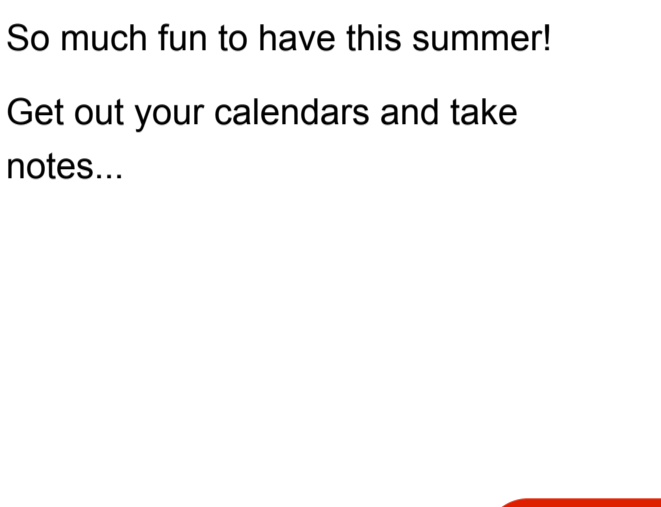 So much fun to have this summer!
Get out your calendars and take
notes...